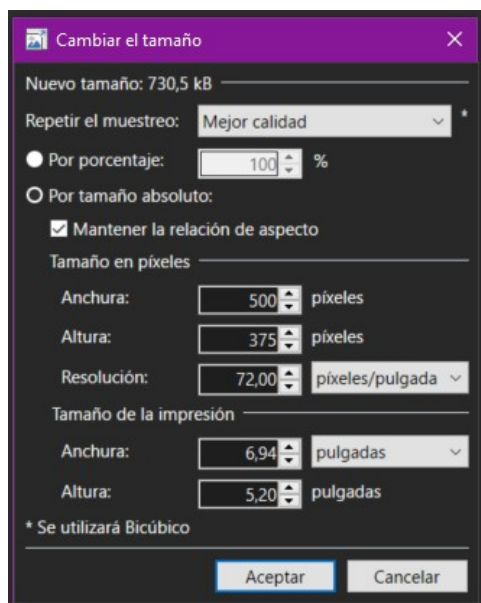 Cambiar el tamaño
Nuevo tamaño: 730,5 kB
Repetir el muestreo: Mejor calidad *
Por porcentaje: 100 %
Por tamaño absoluto:
Mantener la relación de aspecto
Tamaño en píxeles
Anchura: 500 píxeles
Altura: 375 píxeles
Resolución: 72,00 píxeles/pulgada
Tamaño de la impresión
Anchura: 6,94 pulgadas
Altura: 5,20 pulgadas
* Se utilizará Bicúbico
Aceptar Cancelar